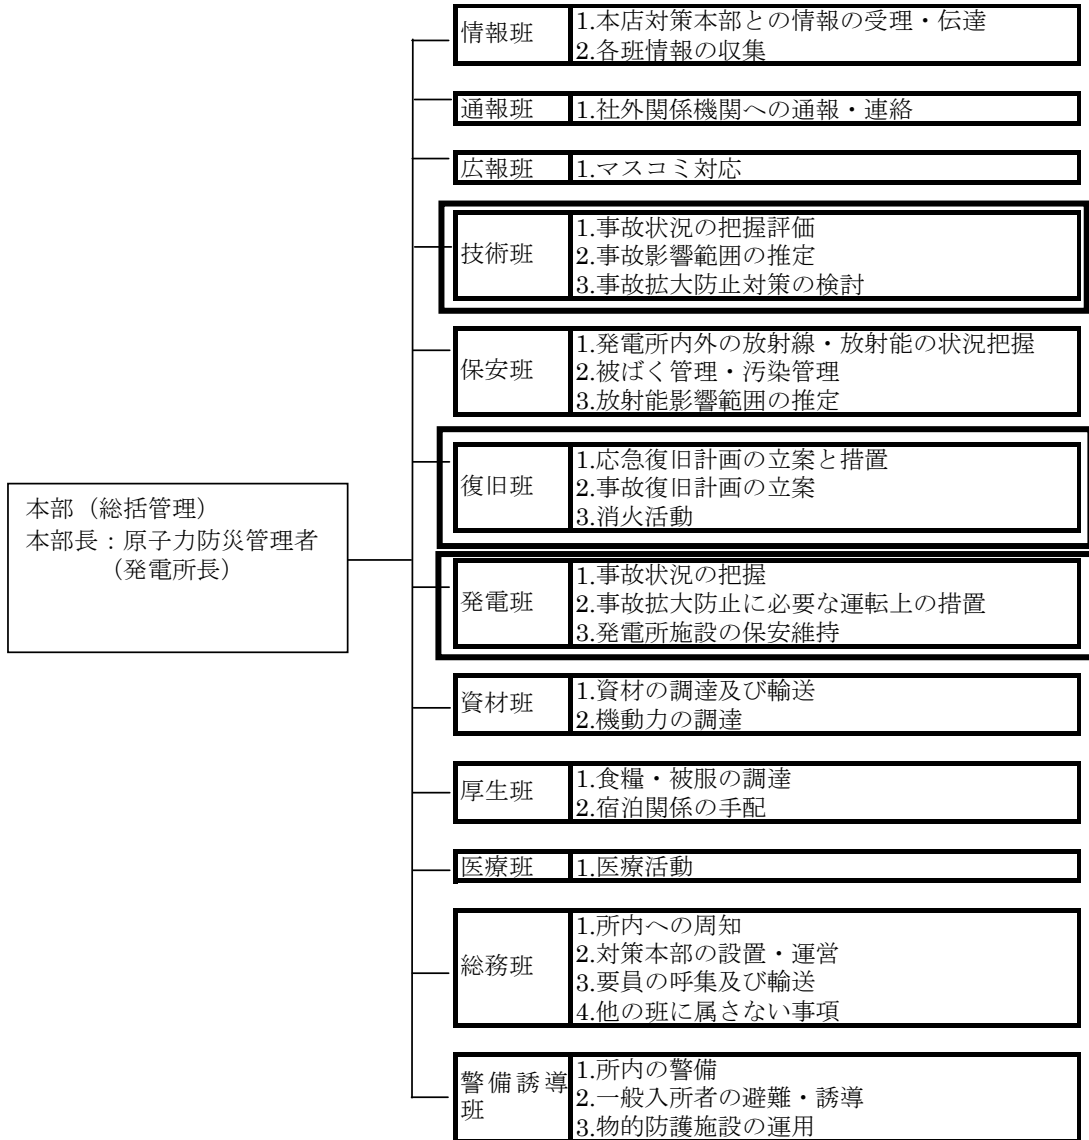 情報班
1.本店対策本部との情報の受理・伝達
2.各班情報の収集
通報班
1.社外関係機関への通報・連絡
広報班
1.マスコミ対応
技術班
1.事故状況の把握評価
2.事故影響範囲の推定
3.事故拡大防止対策の検討
保安班
1.発電所内外の放射線・放射能の状況把握
2.被ばく管理・汚染管理
3.放射能影響範囲の推定
本部（総括管理）
本部長：原子力防災管理者
（発電所長）
復旧班
1.応急復旧計画の立案と措置
2.事故復旧計画の立案
3.消火活動
発電班
1.事故状況の把握
2.事故拡大防止に必要な運転上の措置
3.発電所施設の保安維持
資材班
1.資材の調達及び輸送
2.機動力の調達
厚生班
1.食糧・被服の調達
2.宿泊関係の手配
医療班
1.医療活動
総務班
1.所内への周知
2.対策本部の設置・運営
3.要員の呼集及び輸送
4.他の班に属さない事項
警備誘導
班
1.所内の警備
2.一般入所者の避難・誘導
3.物的防護施設の運用